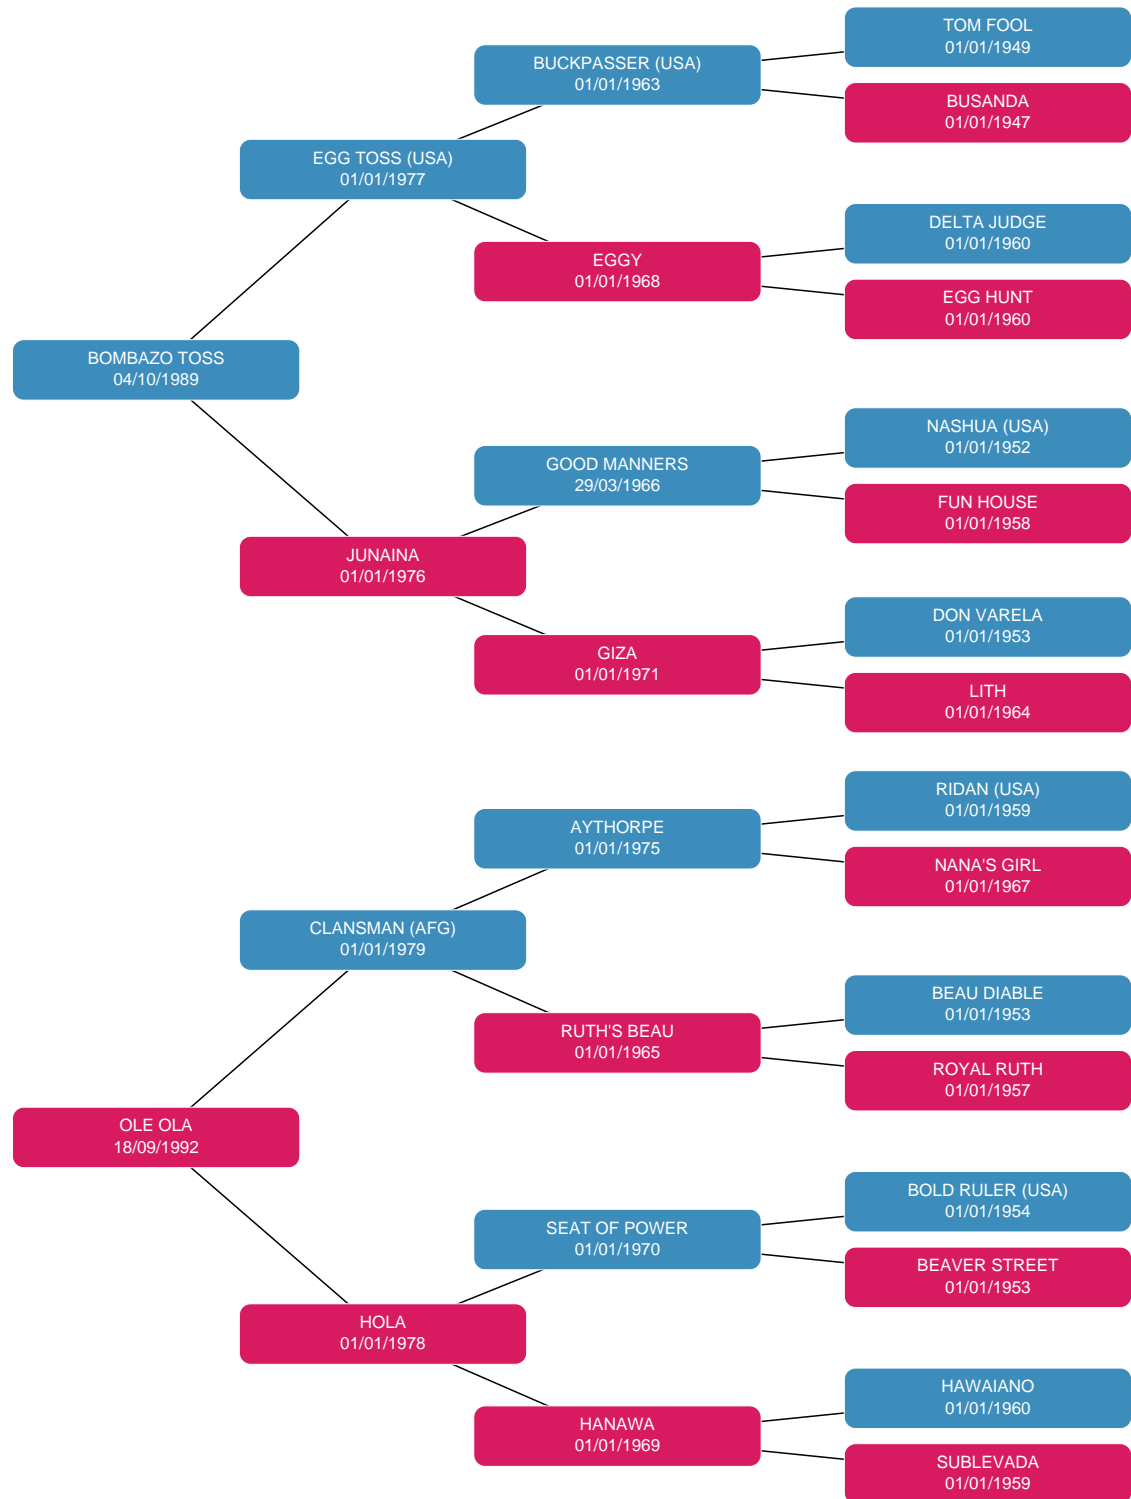 TOM FOOL
01/01/1949
BUCKPASSER (USA)
01/01/1963
BUSANDA
01/01/1947
EGG TOSS (USA)
01/01/1977
DELTA JUDGE
01/01/1960
EGGY
01/01/1968
EGG HUNT
01/01/1960
BOMBAZO TOSS
04/10/1989
NASHUA (USA)
01/01/1952
GOOD MANNERS
29/03/1966
FUN HOUSE
01/01/1958
JUNAINA
01/01/1976
DON VARELA
01/01/1953
GIZA
01/01/1971
LITH
01/01/1964
RIDAN (USA)
01/01/1959
AYTHORPE
01/01/1975
NANA'S GIRL
01/01/1967
CLANSMAN (AFG)
01/01/1979
BEAU DIABLE
01/01/1953
RUTH'S BEAU
01/01/1965
ROYAL RUTH
01/01/1957
OLE OLA
18/09/1992
BOLD RULER (USA)
01/01/1954
SEAT OF POWER
01/01/1970
BEAVER STREET
01/01/1953
HOLA
01/01/1978
HAWAIANO
01/01/1960
HANAWA
01/01/1969
SUBLEVADA
01/01/1959